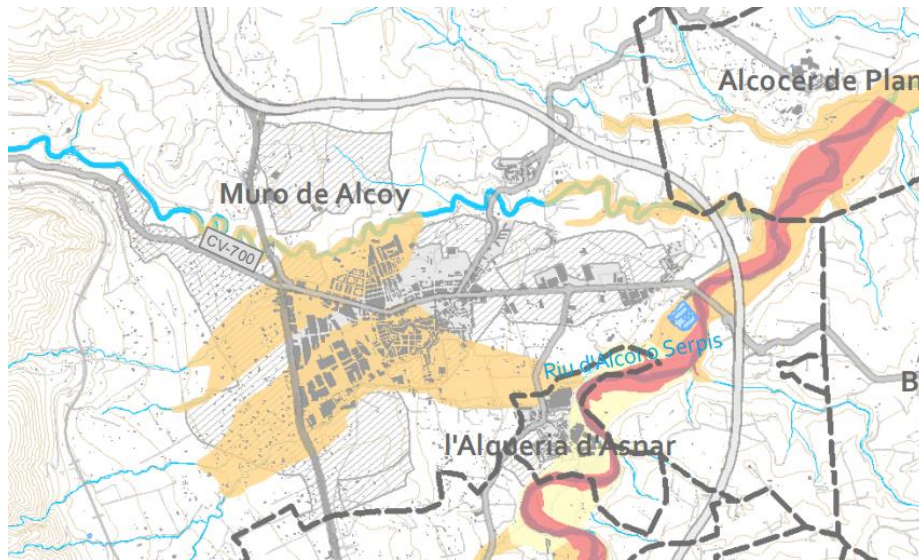 Alcocer de Plan
Muro de Alcoy
CV-700
Riu d'Alcoi o Serpis
l'Alqueria d'Asnar
B